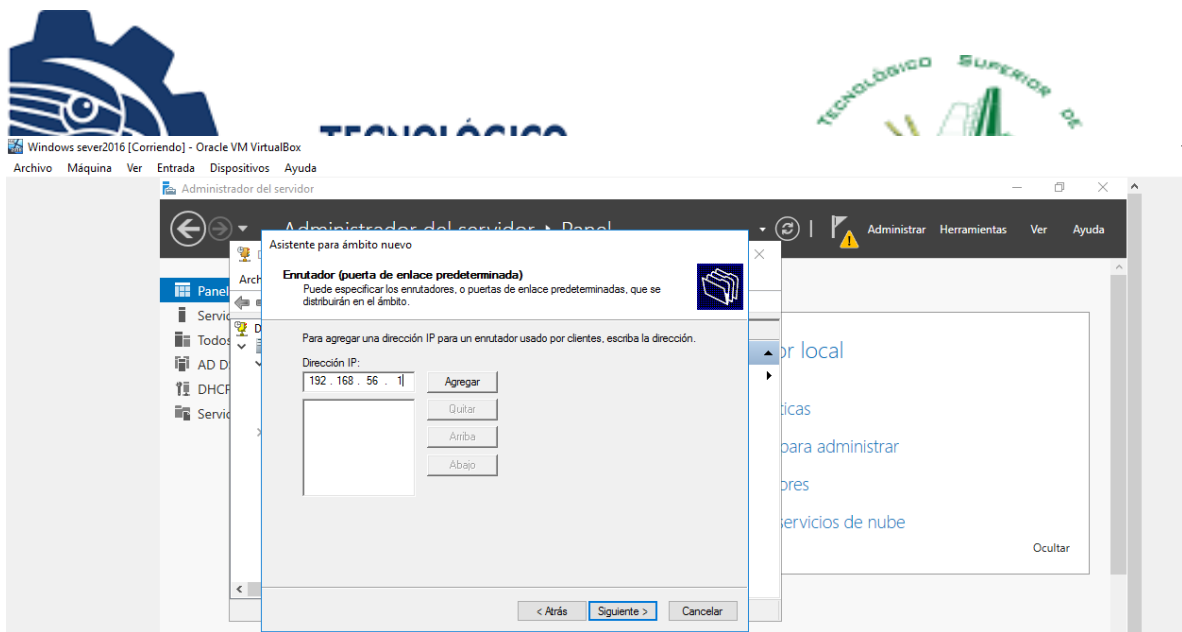 TECNOLÓGICO SUPERIOR DE
TECNOLÓGICO
Windows sever2016 [Corriendo] - Oracle VM VirtualBox
Archivo Máquina Ver Entrada Dispositivos Ayuda
Administrador del servidor
Administrador del servidor Panel
Administrar Herramientas Ver Ayuda
Asistente para ámbito nuevo
Arch
Enrutador (puerta de enlace predeterminada)
Puede especificar los enrutadores, o puertas de enlace predeterminadas, que se
distribuirán en el ámbito.
Panel
Servic
Todos
AD D
DHCP
Servic
D
Para agregar una dirección IP para un enrutador usado por clientes, escriba la dirección.
Dirección IP:
192 . 168 . 56 . 1
Agregar
Quitar
Arriba
Abajo
or local
ticas
para administrar
ores
servicios de nube
Ocultar
< Atrás Siguiente > Cancelar